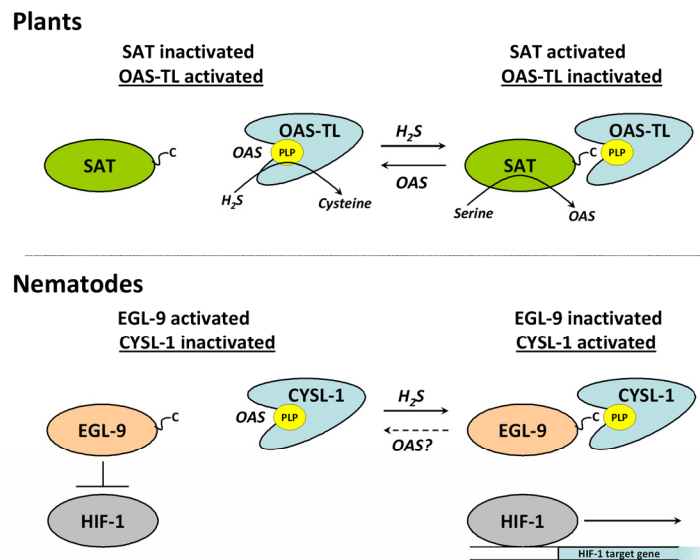 Plants
SAT inactivated
OAS-TL activated
SAT activated
OAS-TL inactivated
SAT
C
OAS-TL
OAS
PLP
H2S
Cysteine
H2S
OAS
SAT
C
OAS-TL
PLP
Serine
OAS
Nematodes
EGL-9 activated
CYSL-1 inactivated
EGL-9 inactivated
CYSL-1 activated
EGL-9
C
CYSL-1
OAS
PLP
H2S
OAS?
EGL-9
C
CYSL-1
PLP
HIF-1
HIF-1
HIF-1 target gene